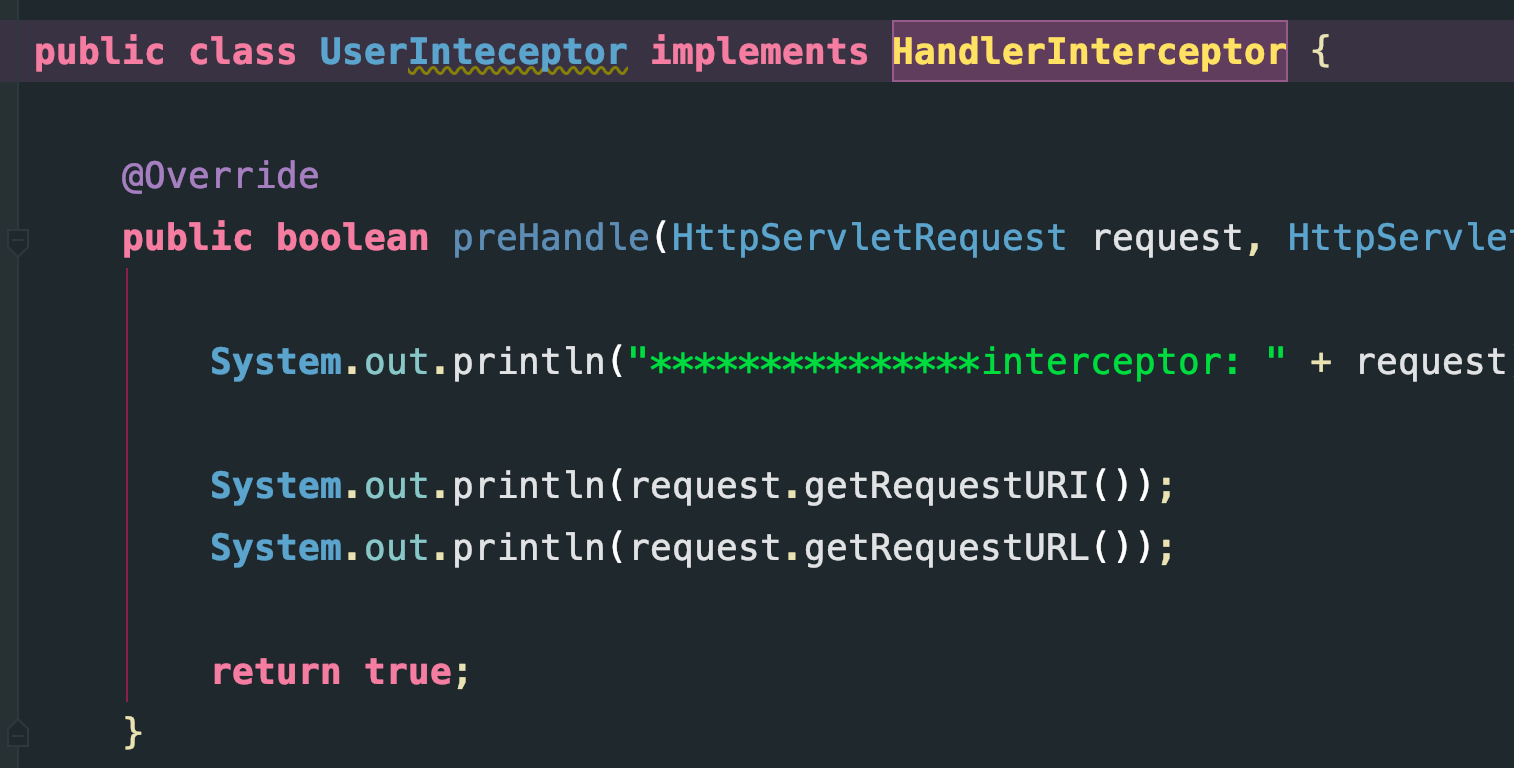 public class UserInteceptor implements HandlerInterceptor {
@Override
public boolean preHandle(HttpServletRequest request, HttpServlet
System.out.println("***************interceptor: " + request
System.out.println(request.getRequestURI());
System.out.println(request.getRequestURL());
return true;
}